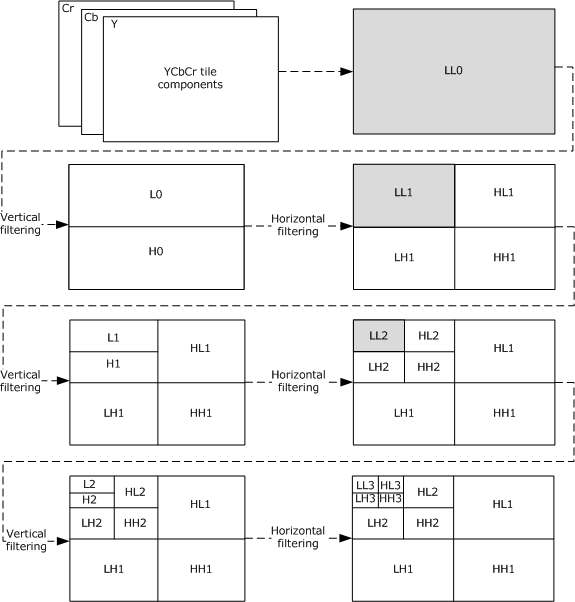 Cr
Cb
Y
YCbCr tile
components
LL0
Vertical
filtering
L0
H0
Horizontal
filtering
LL1
HL1
LH1
HH1
Vertical
filtering
L1
H1
HL1
LH1
HH1
Horizontal
filtering
LL2
HL2
LH2
HH2
HL1
LH1
HH1
Vertical
filtering
L2
H2
HL2
LH2
HH2
HL1
LH1
HH1
Horizontal
filtering
LL3
HL3
LH3
HH3
HL2
LH2
HH2
HL1
LH1
HH1